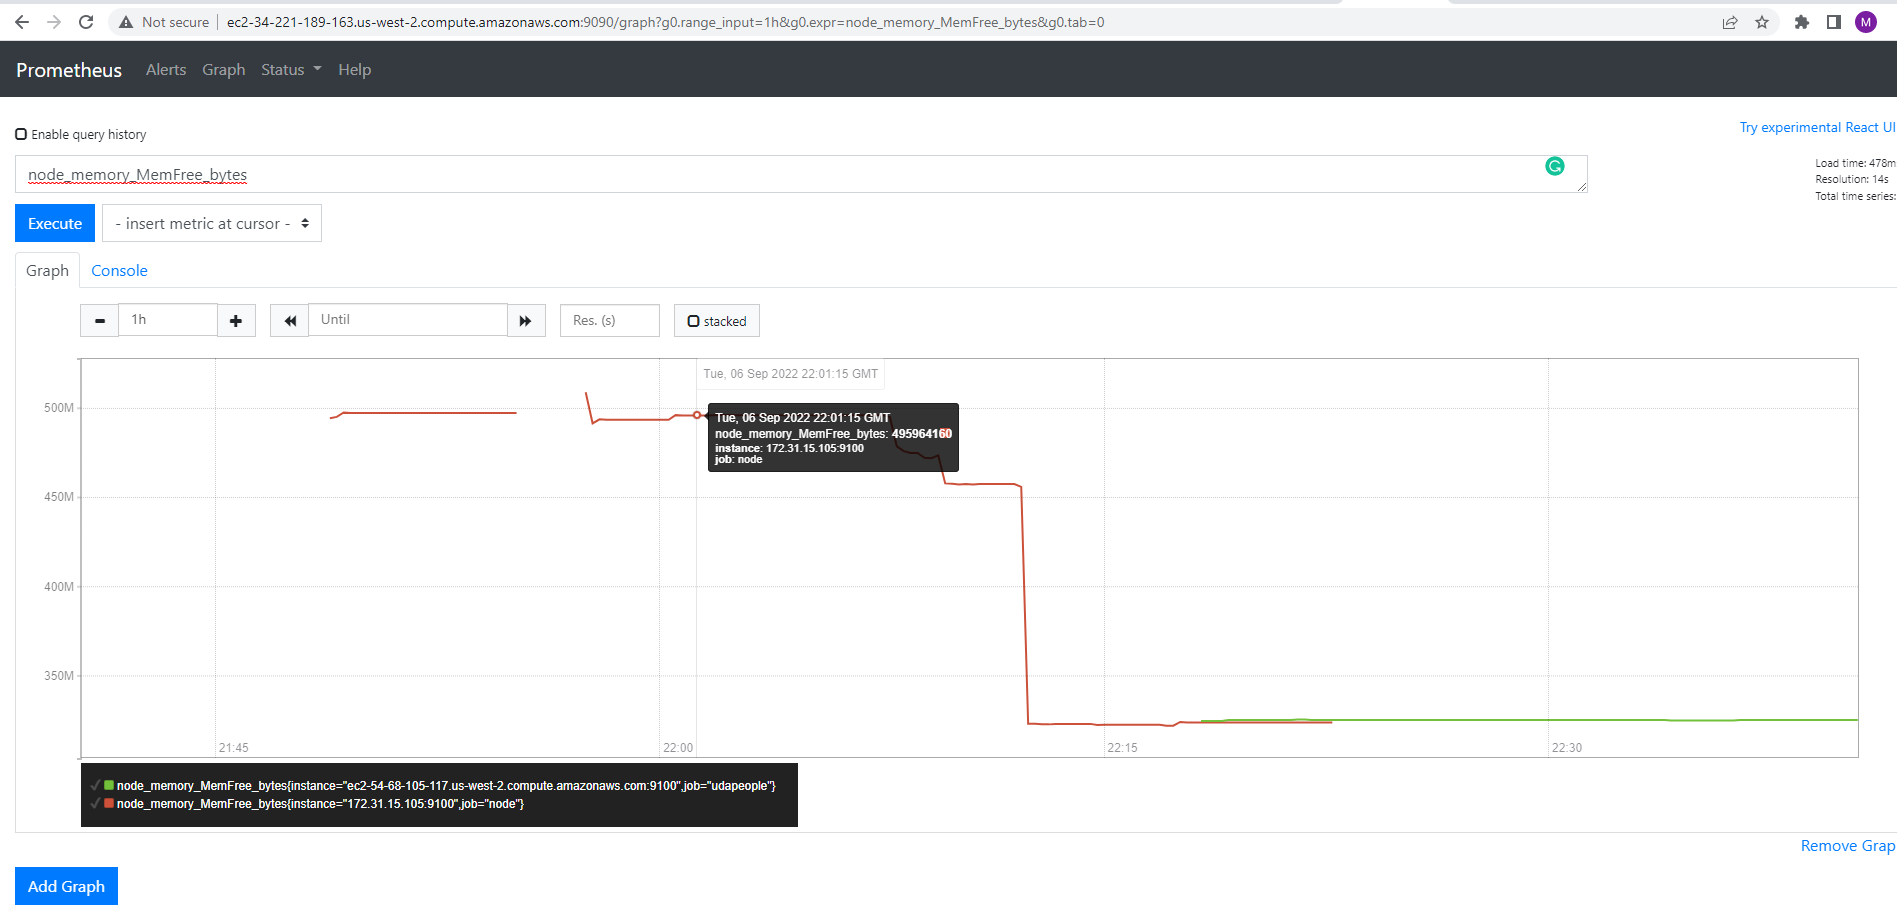 Not secure | ec2-34-221-189-163.us-west-2.compute.amazonaws.com:9090/graph?g0.range_input=1h&g0.expr=node_memory_MemFree_bytes&g0.tab=0
M
Prometheus Alerts Graph Status Help
Enable query history
Try experimental React UI
node_memory_MemFree_bytes
Load time: 478m
Resolution: 14s
Total time series:
Execute - insert metric at cursor -
Graph Console
1h Until Res. (s) stacked
Tue, 06 Sep 2022 22:01:15 GMT
500M
Tue, 06 Sep 2022 22:01:15 GMT
node_memory_MemFree_bytes: 495964160
instance: 172.31.15.105:9100
job: node
450M
400M
350M
21:45 22:00 22:15 22:30
node_memory_MemFree_bytes{instance="ec2-54-68-105-117.us-west-2.compute.amazonaws.com:9100",job="udapeople"}
node_memory_MemFree_bytes{instance="172.31.15.105:9100",job="node"}
Remove Grap
Add Graph